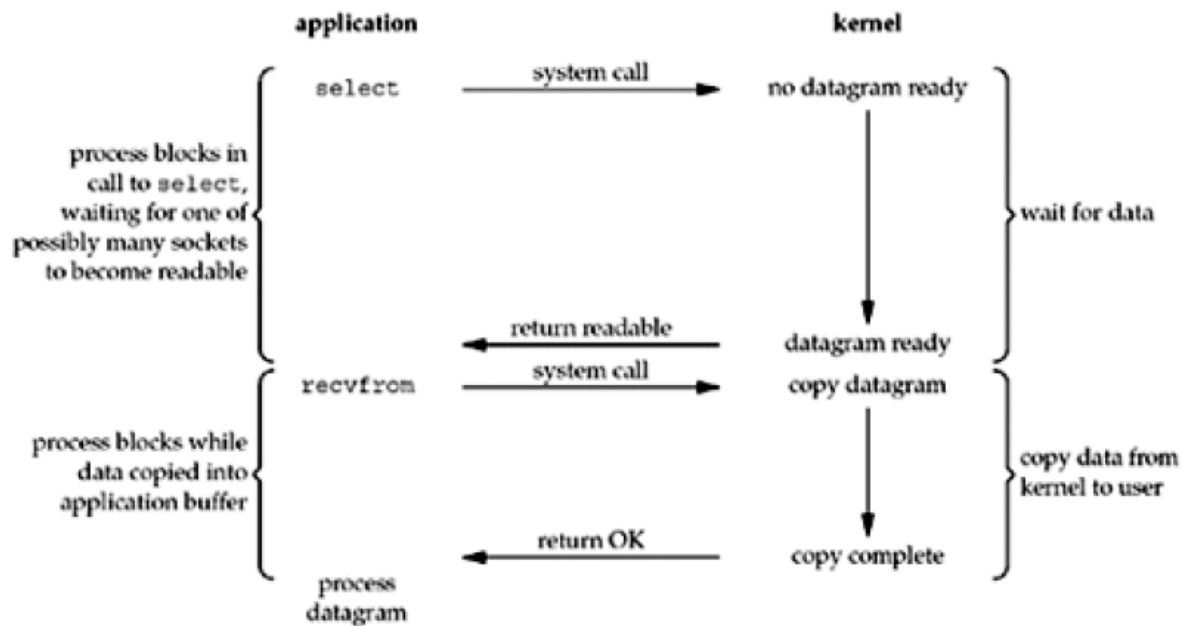 application
kernel
select
system call
no datagram ready
process blocks in
call to select,
waiting for one of
possibly many sockets
to become readable
wait for data
return readable
datagram ready
recvfrom
system call
copy datagram
process blocks while
data copied into
application buffer
copy data from
kernel to user
return OK
copy complete
process
datagram